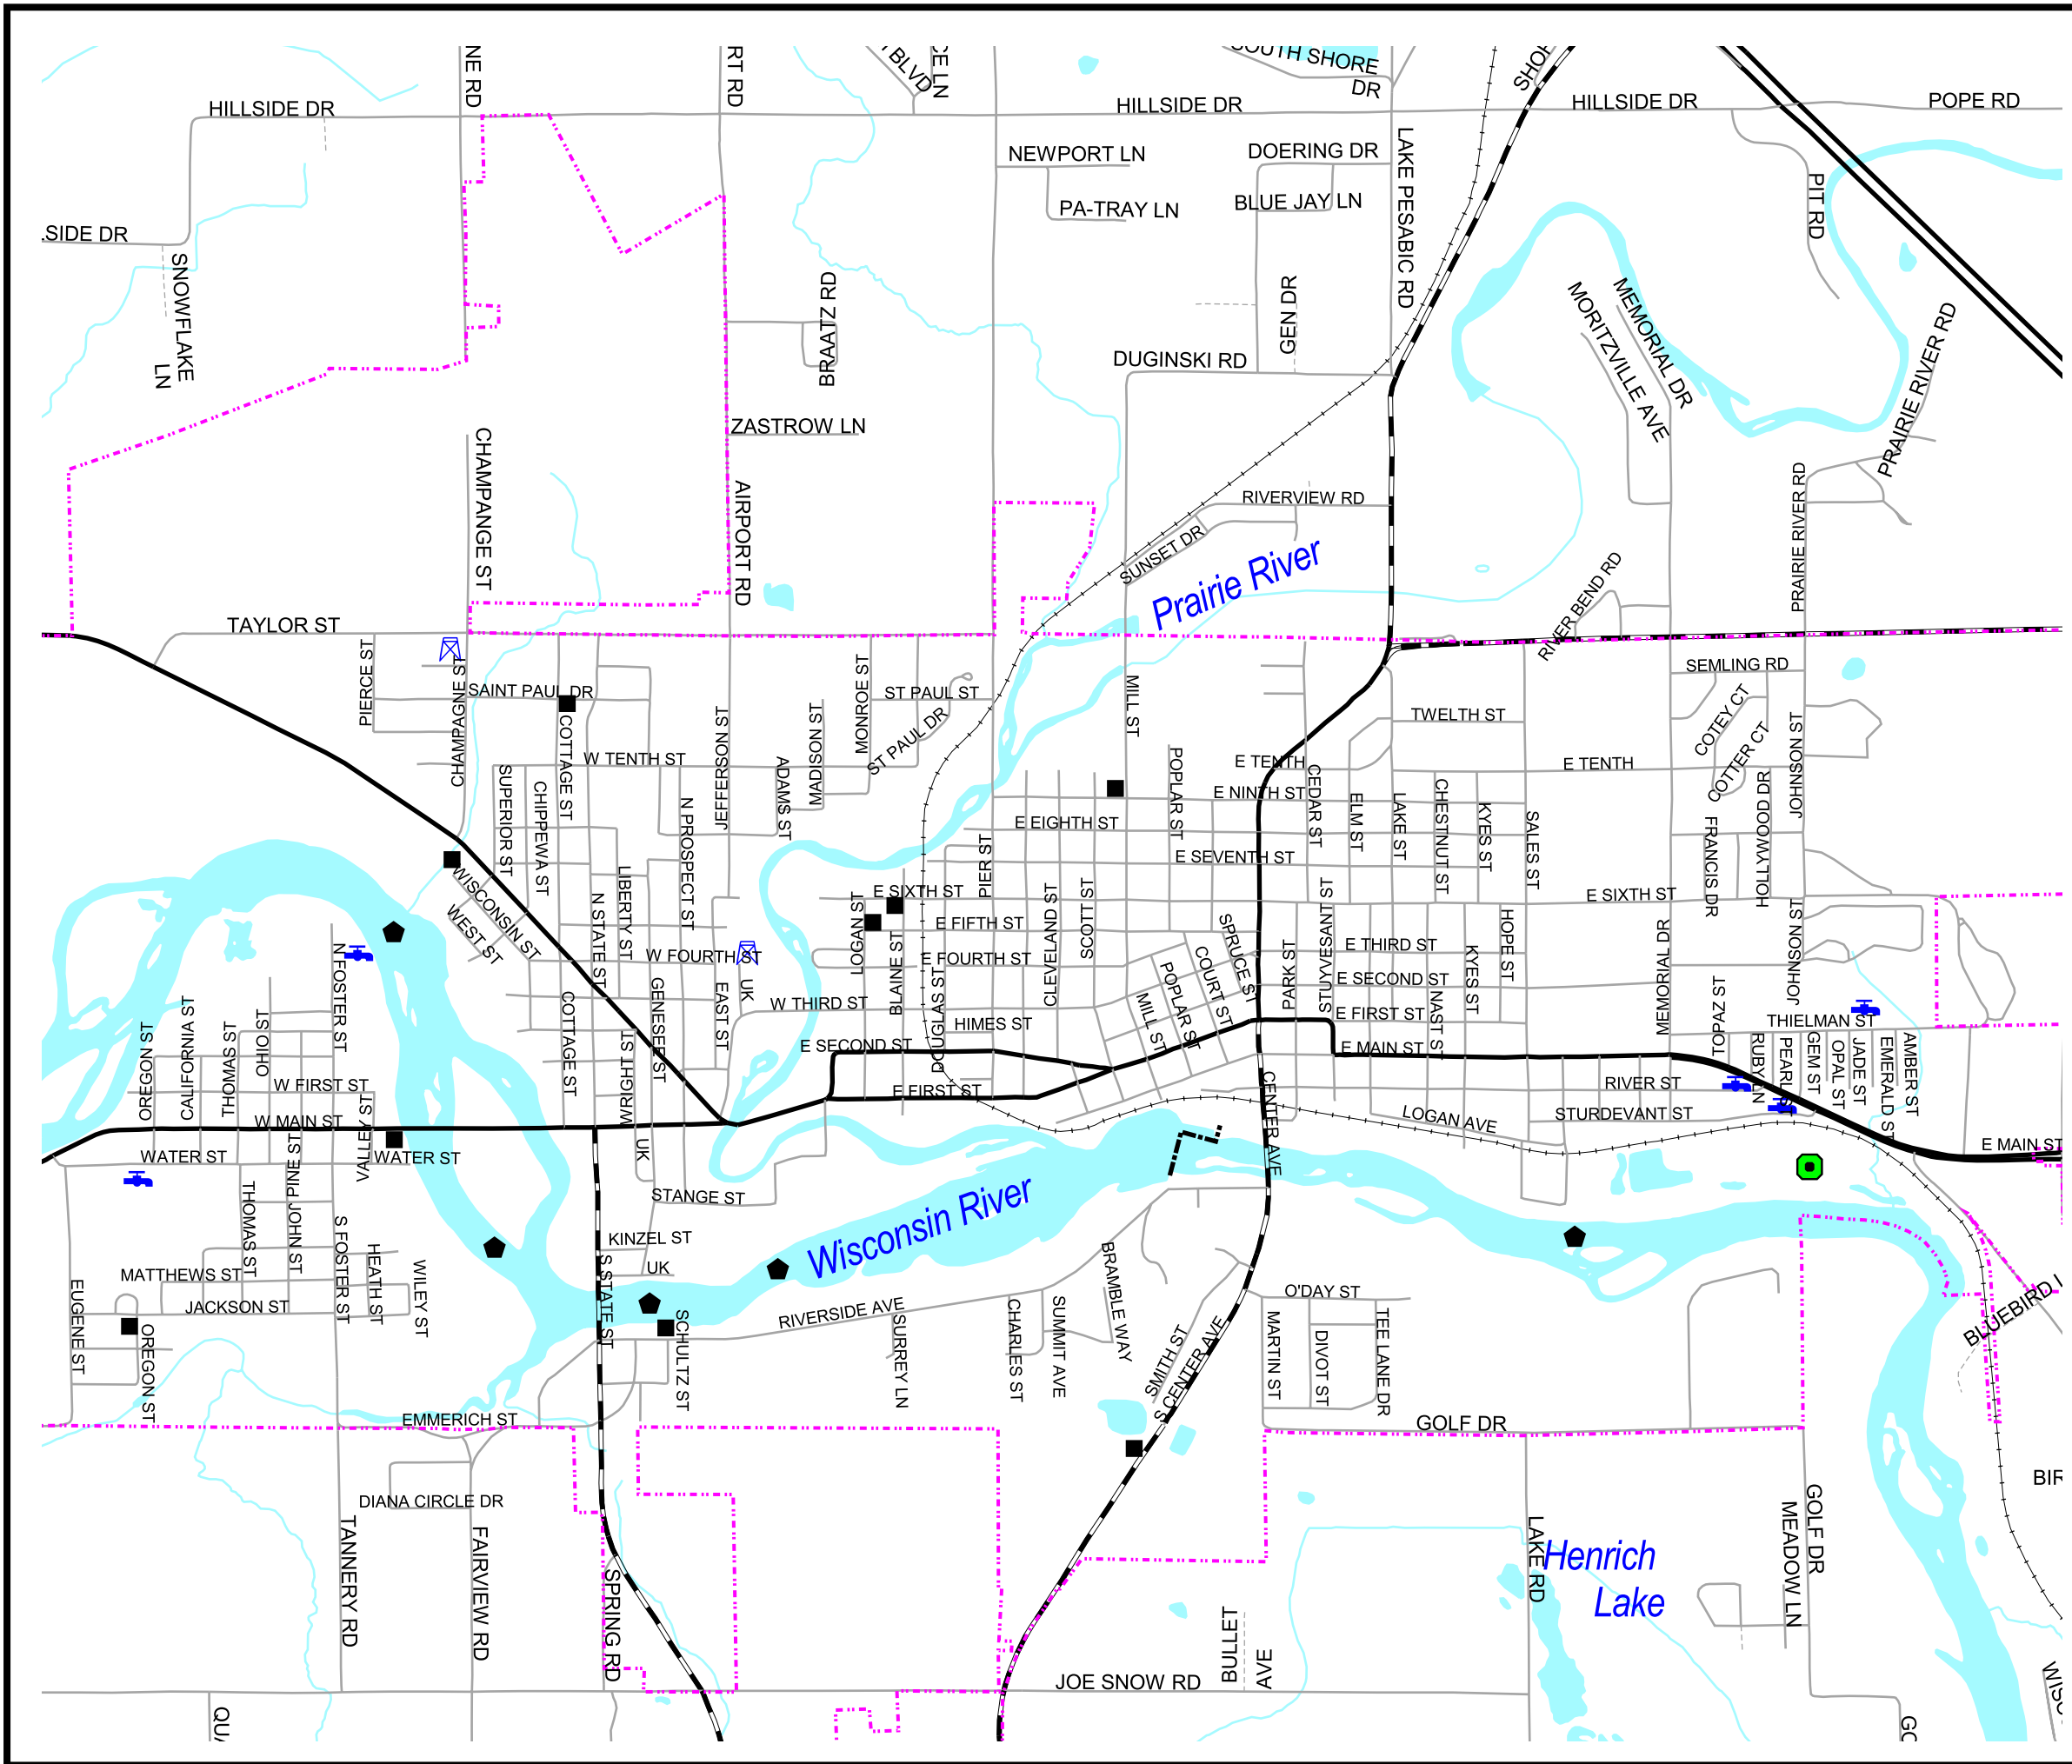 NE RD
RT RD
BLVD
CE LN
SOUTH SHORE
DR
SHOR
HILLSIDE DR
HILLSIDE DR
HILLSIDE DR
POPE RD
NEWPORT LN
DOERING DR
LAKE PESABIC RD
PA-TRAY LN
BLUE JAY LN
PIT RD
SIDE DR
SNOWFLAKE
LN
BRAATZ RD
GEN DR
MORITZVILLE AVE
MEMORIAL DR
PRAIRIE RIVER RD
DUGINSKI RD
ZASTROW LN
CHAMPANGE ST
AIRPORT RD
RIVERVIEW RD
SUNSET DR
Prairie River
RIVER BEND RD
PRAIRIE RIVER RD
TAYLOR ST
PIERCE ST
CHAMPAGNE ST
SAINT PAUL DR
COTTAGE ST
MONROE ST
ST PAUL ST
ST PAUL DR
MILL ST
SEMLING RD
COTEY CT
COTTER CT
JOHNSON ST
TWELTH ST
W TENTH ST
JEFFERSON ST
ADAMS ST
MADISON ST
E TENTH
E TENTH
SUPERIOR ST
CHIPPEWA ST
N PROSPECT ST
POPLAR ST
E NINTH ST
CEDAR ST
ELM ST
LAKE ST
CHESTNUT ST
KYES ST
SALES ST
HOLLYWOOD DR
FRANCIS DR
E EIGHTH ST
PIER ST
E SEVENTH ST
WISCONSIN ST
WEST ST
N STATE ST
LIBERTY ST
LOGAN ST
E SIXTH ST
E SIXTH ST
CLEVELAND ST
SCOTT ST
SPRUCE ST
STUYVESANT ST
HOPE ST
MEMORIAL DR
JOHNSON ST
E FIFTH ST
BLAINE ST
N FOSTER ST
W FOURTH ST
E FOURTH ST
COURT ST
POPLAR ST
PARK ST
E THIRD ST
KYES ST
E SECOND ST
OREGON ST
CALIFORINA ST
THOMAS ST
OHIO ST
COTTAGE ST
GENESEE ST
EAST ST
UK
W THIRD ST
DOUGLAS ST
HIMES ST
MILL ST
E FIRST ST
NAST ST
TOPAZ ST
THIELMAN ST
W FIRST ST
WRIGHT ST
E SECOND ST
E MAIN ST
RUBY LN
PEARL ST
GEM ST
OPAL ST
JADE ST
EMERALD ST
AMBER ST
E FIRST ST
CENTER AVE
RIVER ST
W MAIN ST
VALLEY ST
LOGAN AVE
STURDEVANT ST
E MAIN ST
WATER ST
WATER ST
PINE ST
UK
THOMAS ST
JOHN ST
STANGE ST
Wisconsin River
S FOSTER ST
HEATH ST
WILEY ST
KINZEL ST
UK
S STATE ST
MATTHEWS ST
JACKSON ST
EUGENE ST
OREGON ST
SCHULTZ ST
RIVERSIDE AVE
SURREY LN
CHARLES ST
SUMMIT AVE
BRAMBLE WAY
SMITH ST
S CENTER AVE
O'DAY ST
MARTIN ST
DIVOT ST
TEE LANE DR
BLUEBIRD
EMMERICH ST
GOLF DR
DIANA CIRCLE DR
TANNERY RD
FAIRVIEW RD
SPRING RD
LAKE RD
Henrich
Lake
MEADOW LN
GOLF DR
BIR
BULLET
AVE
JOE SNOW RD
QU
GO
WISC